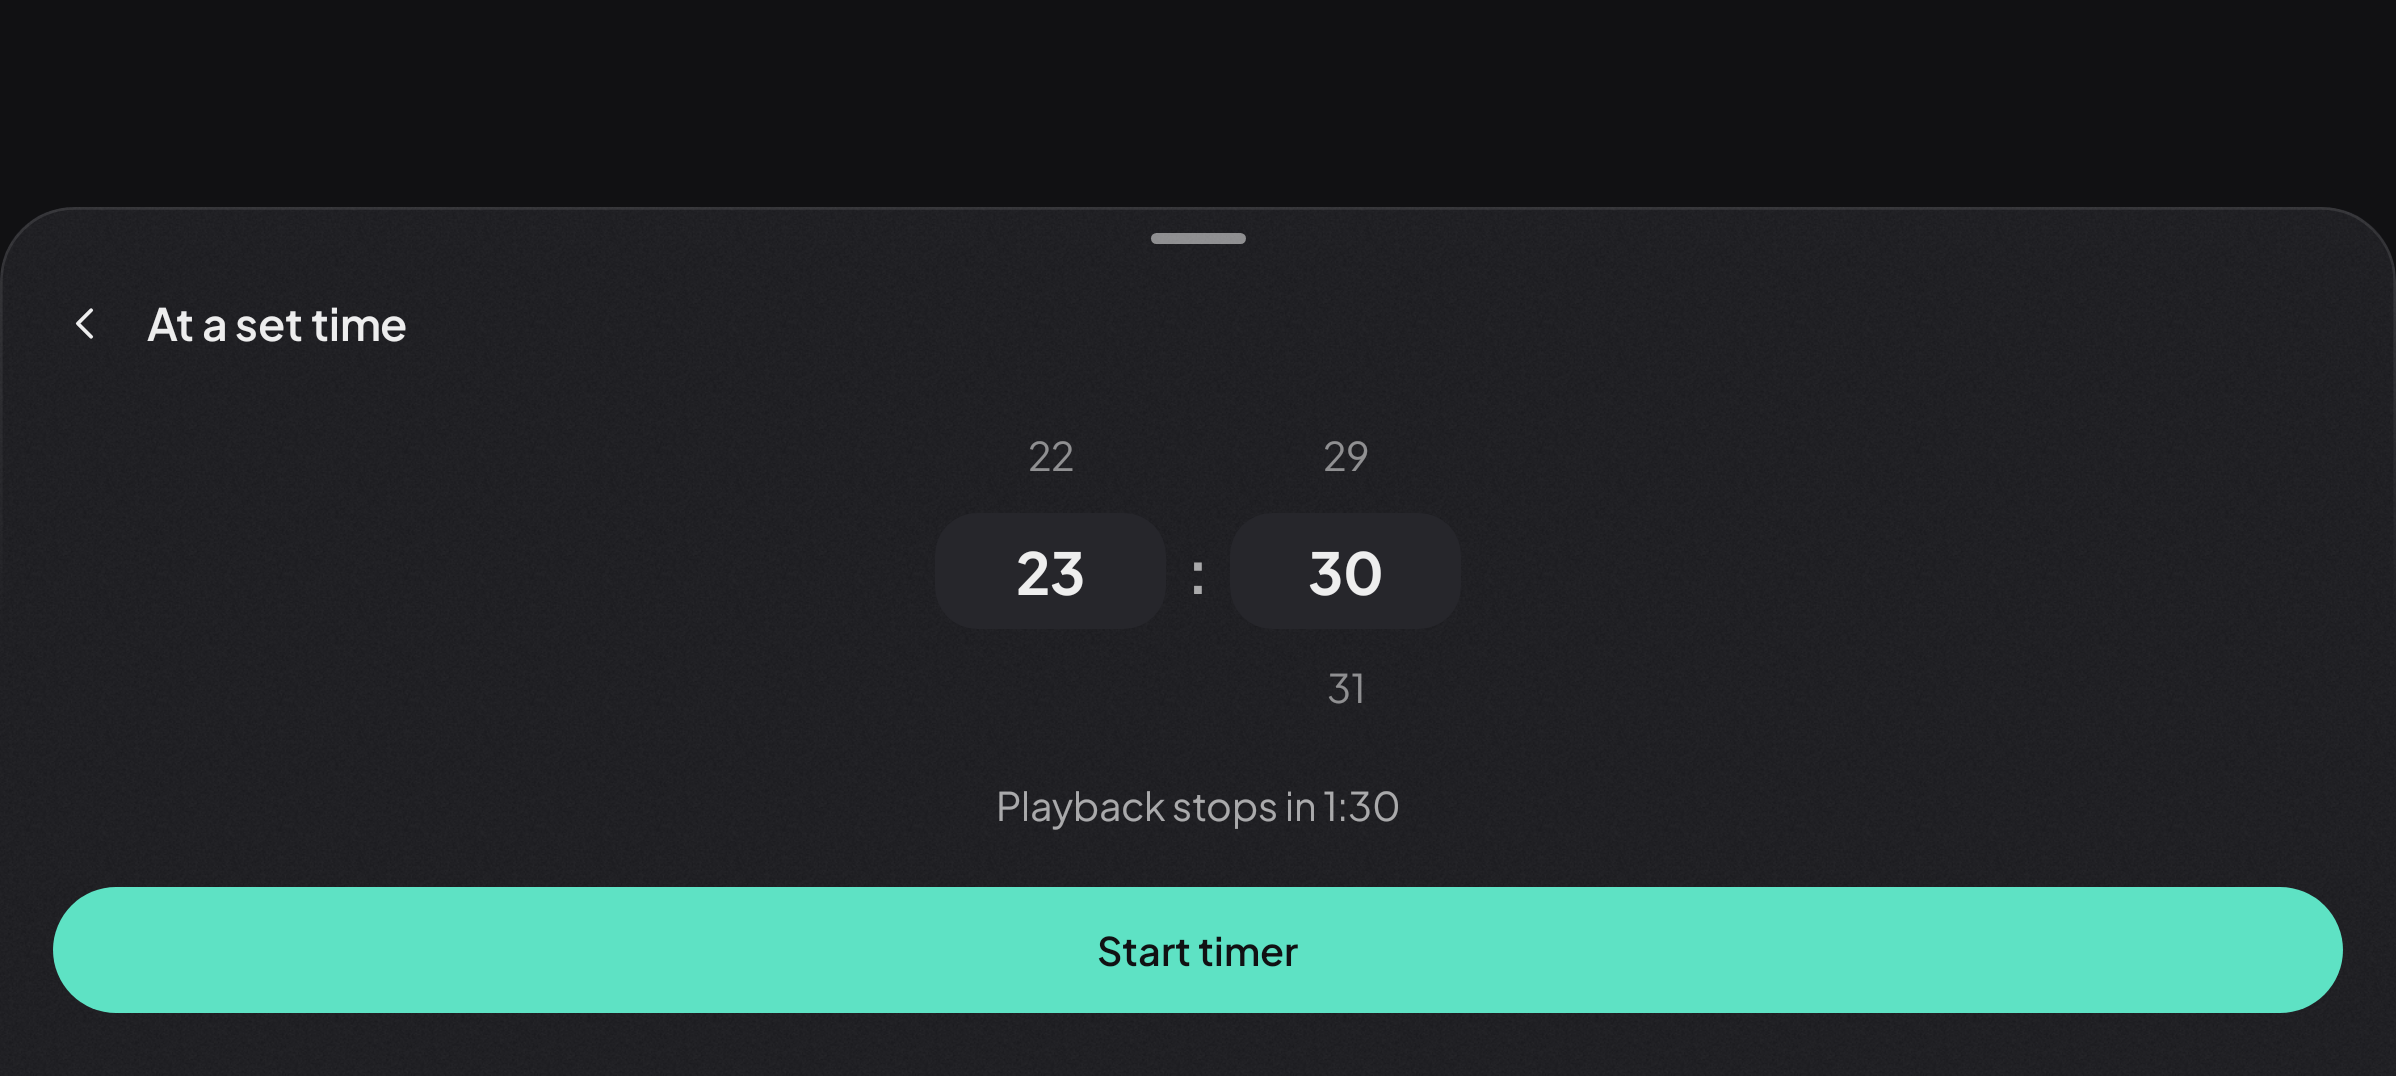 At a set time
22 29
23 : 30
31
Playback stops in 1:30
Start timer